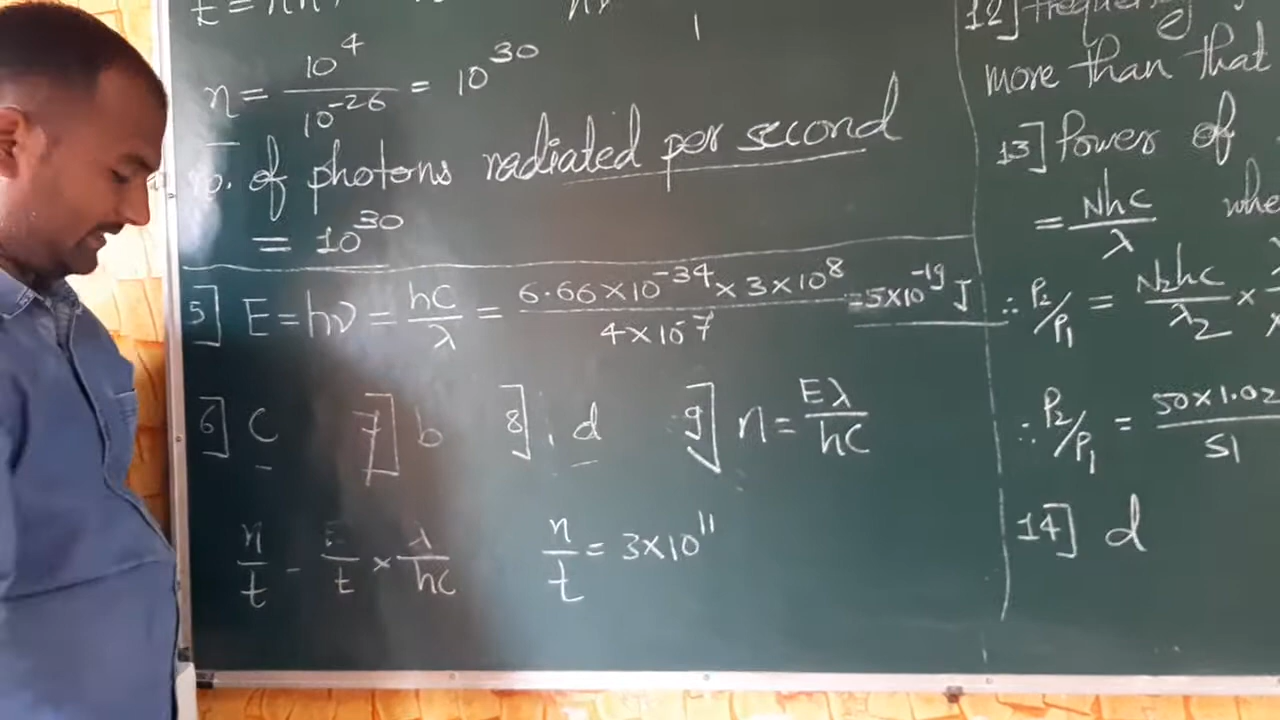 n = 10^4 / 10^-26 = 10^30
no. of photons radiated per second
= 10^30
5] E = hν = hC/λ = 6.66×10^-34 × 3×10^8 / 4×10^-7 = 5×10^-19 J
6] c 7] b 8] d 9] n = Eλ/hC
n/t = E/t × λ/hC n/t = 3×10^11
12] frequency
more than that
13] Power of
= NhC/λ
∴ P2/P1 = N2hC/λ2 ×
∴ P2/P1 = 50×1.02 / 51
14] d